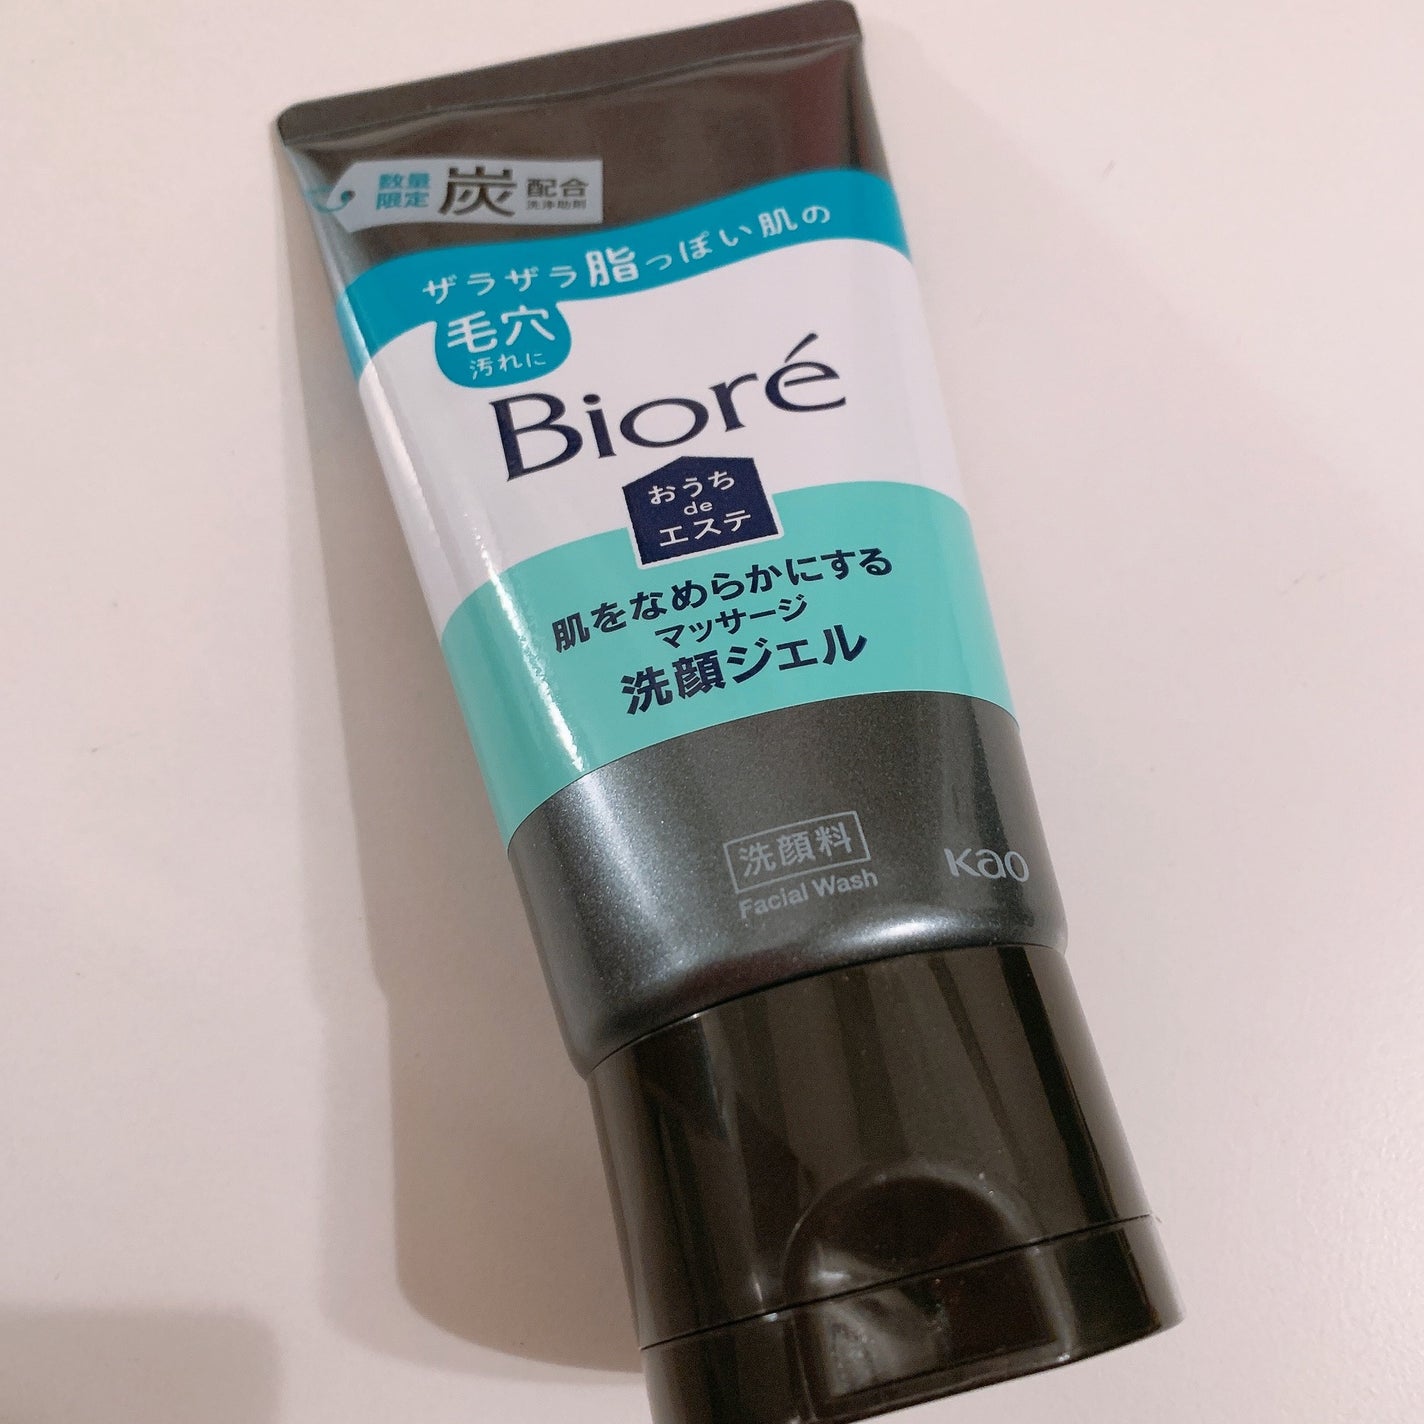 数量
限定
炭
配合
洗浄助剤
ザラザラ脂っぽい肌の
毛穴
汚れに
Bioré
おうち
de
エステ
肌をなめらかにする
マッサージ
洗顔ジェル
洗顔料
Facial Wash
Kao